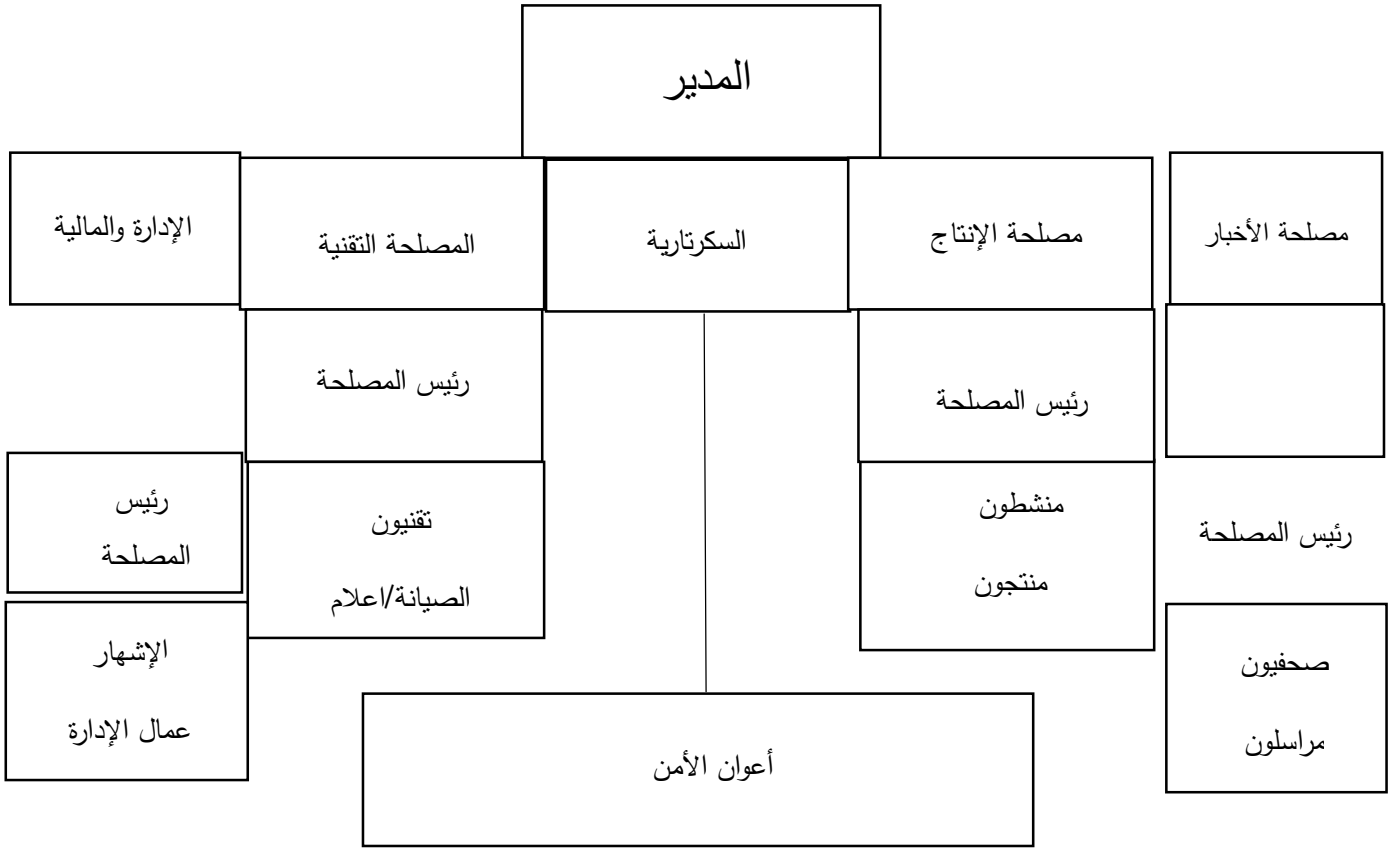 المدير
مصلحة الأخبار
مصلحة الإنتاج
السكرتارية
المصلحة التقنية
الإدارة والمالية
رئيس المصلحة
رئيس المصلحة
رئيس المصلحة
رئيس
المصلحة
صحفيون
مراسلون
منشطون
منتجون
تقنيون
الصيانة/اعلام
الإشهار
عمال الإدارة
أعوان الأمن